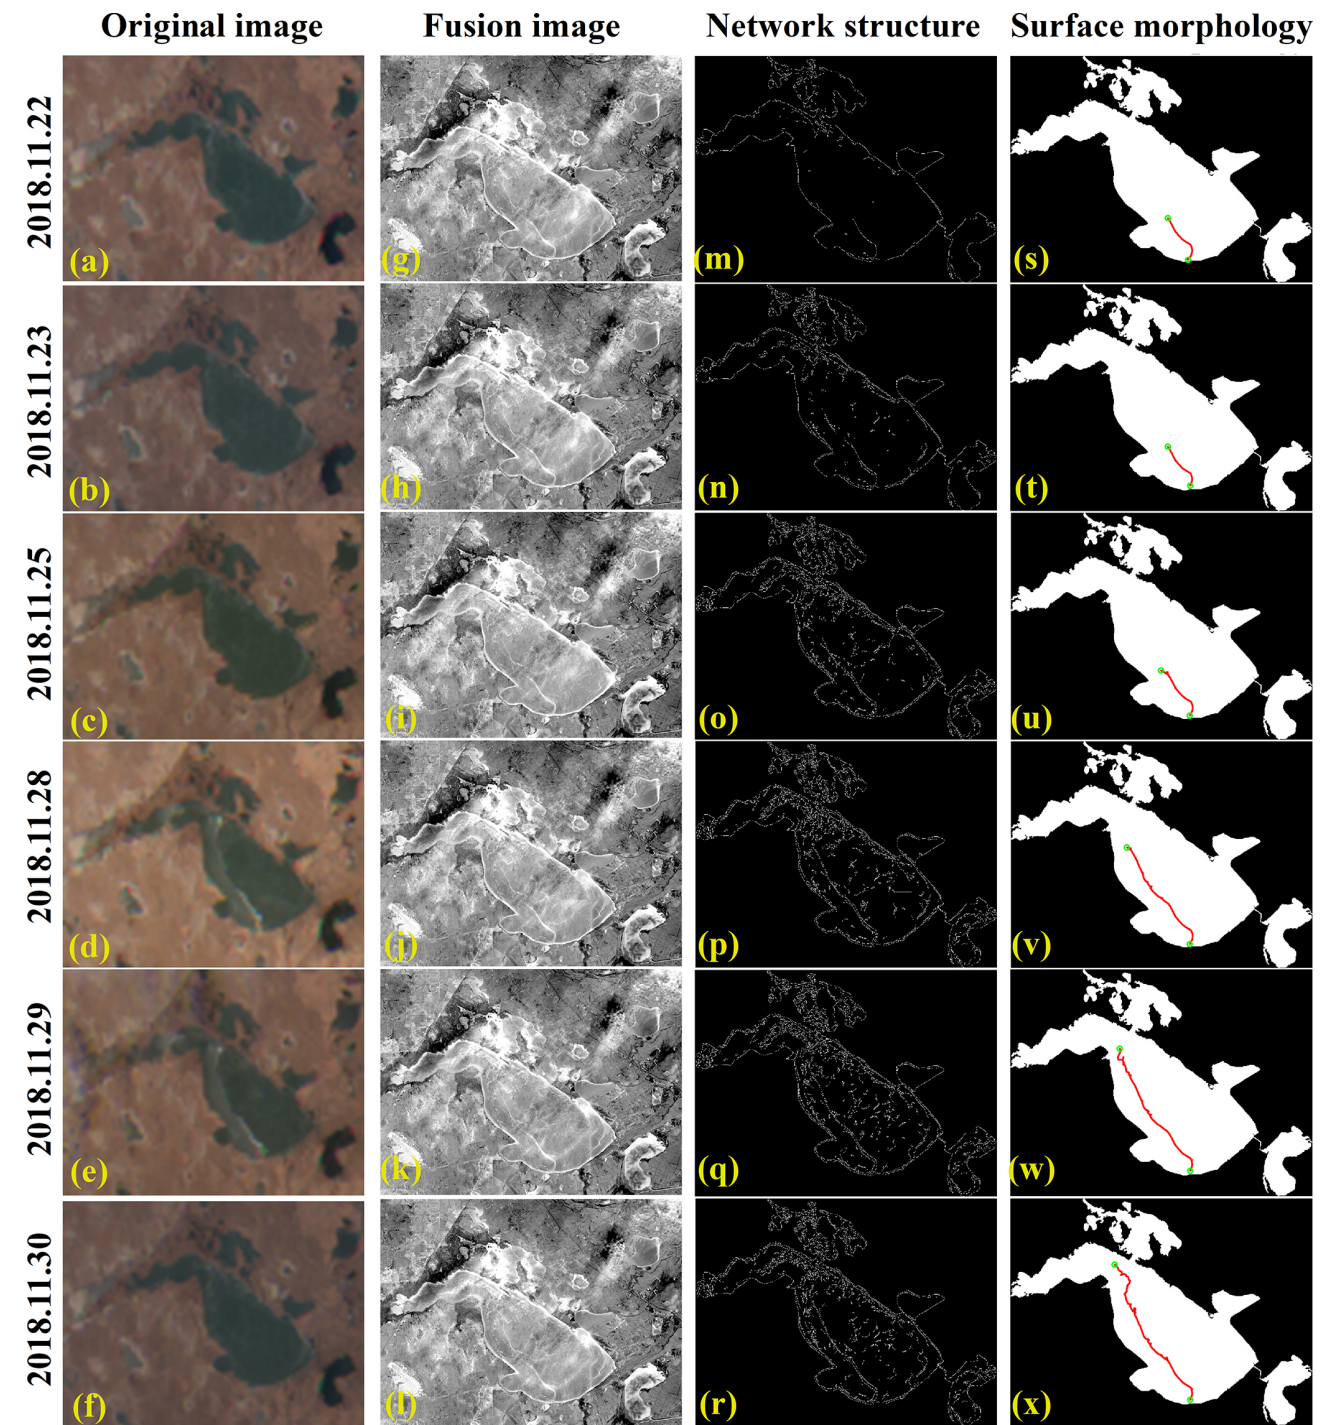 Original image Fusion image Network structure Surface morphology
2018.11.22
(a) (g) (m) (s)
2018.11.23
(b) (h) (n) (t)
2018.11.25
(c) (i) (o) (u)
2018.11.28
(d) (j) (p) (v)
2018.11.29
(e) (k) (q) (w)
2018.11.30
(f) (l) (r) (x)